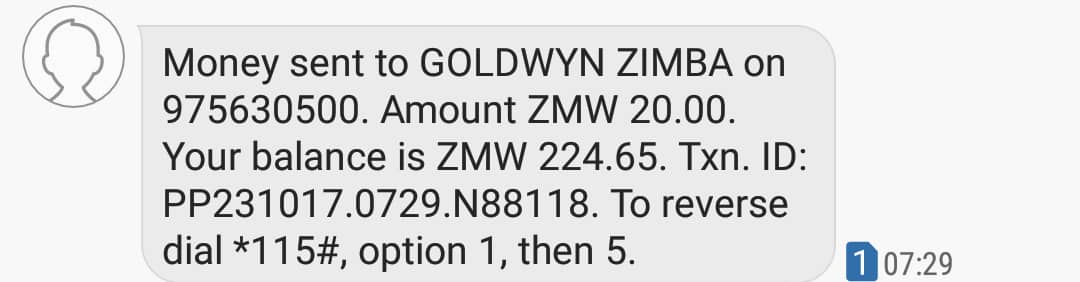 Money sent to GOLDWYN ZIMBA on
975630500. Amount ZMW 20.00.
Your balance is ZMW 224.65. Txn. ID:
PP231017.0729.N88118. To reverse
dial *115#, option 1, then 5.
1 07:29